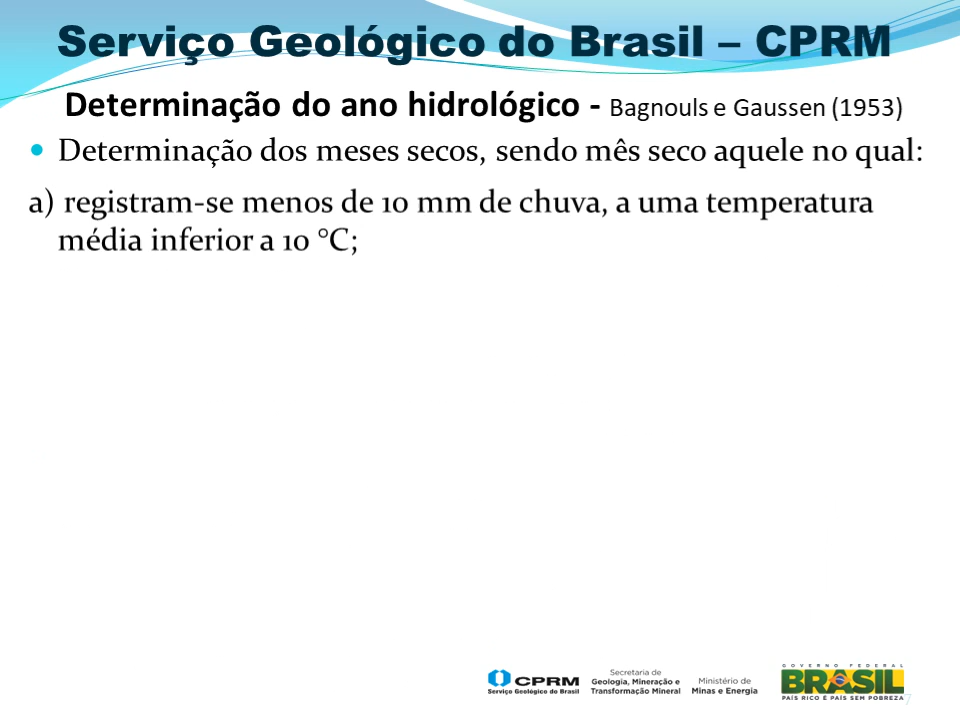 Serviço Geológico do Brasil – CPRM
Determinação do ano hidrológico - Bagnouls e Gaussen (1953)
• Determinação dos meses secos, sendo mês seco aquele no qual:
a) registram-se menos de 10 mm de chuva, a uma temperatura
média inferior a 10 °C;
CPRM
Serviço Geológico do Brasil
Secretaria de
Geologia, Mineração e
Transformação Mineral
Ministério de
Minas e Energia
GOVERNO FEDERAL
BRASIL
PAÍS RICO É PAÍS SEM POBREZA
7